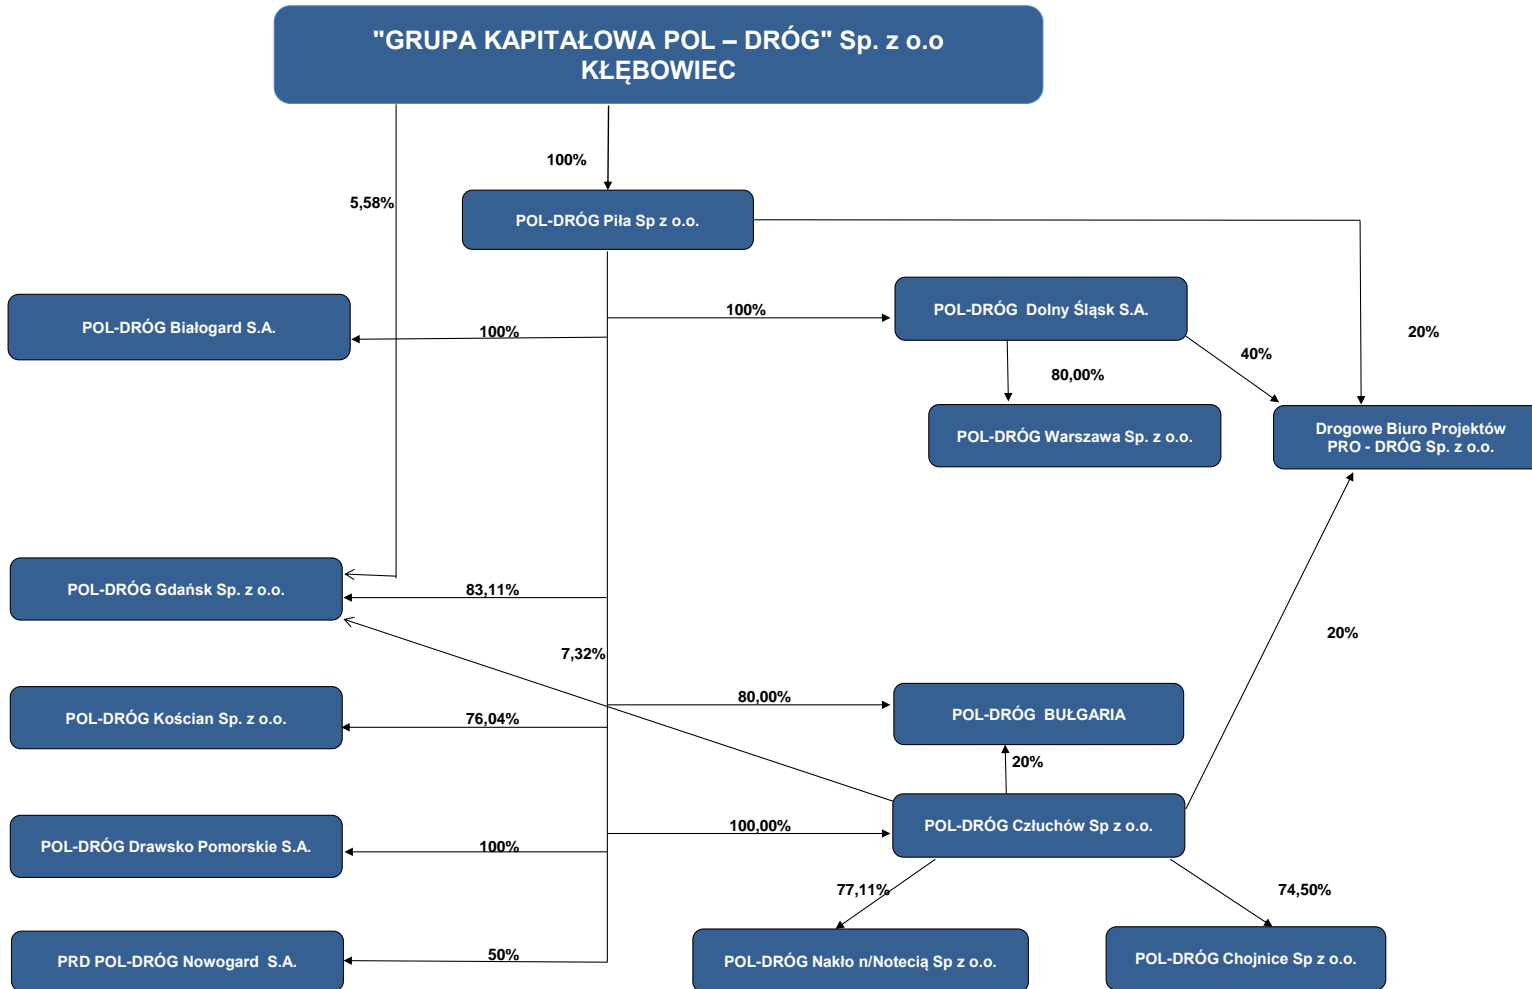 "GRUPA KAPITAŁOWA POL – DRÓG" Sp. z o.o
KŁĘBOWIEC
100%
5,58%
POL-DRÓG Piła Sp z o.o.
POL-DRÓG Białogard S.A.
100%
100%
POL-DRÓG  Dolny Śląsk S.A.
20%
40%
80,00%
POL-DRÓG Warszawa Sp. z o.o.
Drogowe Biuro Projektów
PRO - DRÓG Sp. z o.o.
POL-DRÓG Gdańsk Sp. z o.o.
83,11%
7,32%
20%
POL-DRÓG Kościan Sp. z o.o.
76,04%
80,00%
POL-DRÓG  BUŁGARIA
20%
POL-DRÓG Drawsko Pomorskie S.A.
100%
100,00%
POL-DRÓG Człuchów Sp z o.o.
77,11%
74,50%
PRD POL-DRÓG Nowogard  S.A.
50%
POL-DRÓG Nakło n/Notecią Sp z o.o.
POL-DRÓG Chojnice Sp z o.o.